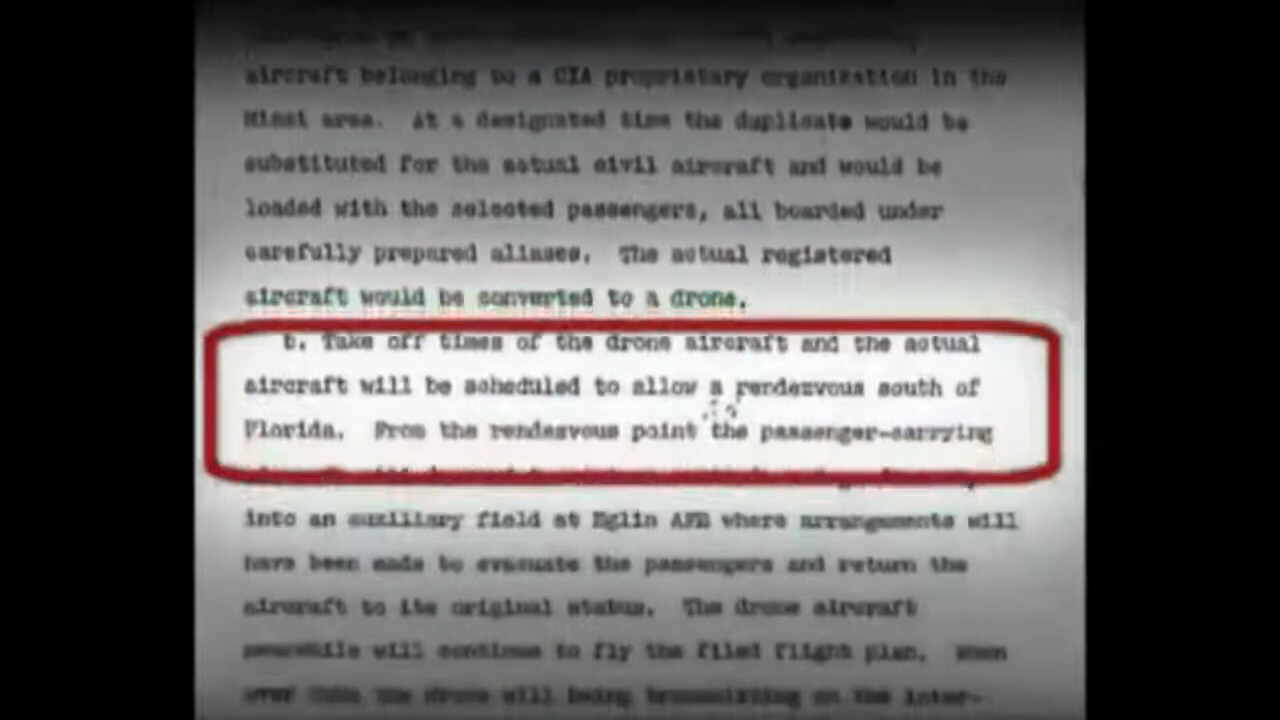 aircraft belonging to a CIA proprietary organization in the
Miami area. At a designated time the duplicate would be
substituted for the actual civil aircraft and would be
loaded with the selected passengers, all boarded under
carefully prepared aliases. The actual registered
aircraft would be converted to a drone.
b. Take off times of the drone aircraft and the actual
aircraft will be scheduled to allow a rendezvous south of
Florida. From the rendezvous point the passenger-carrying
into an auxiliary field at Eglin AFB where arrangements will
have been made to evacuate the passengers and return the
aircraft to its original status. The drone aircraft
meanwhile will continue to fly the filed flight plan. When
over the drone will being transmitting on the inter-